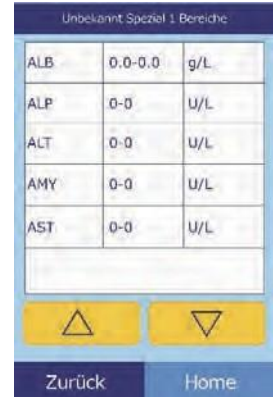 Unbekannt Spezial 1 Bereiche
ALB 0.0-0.0 g/L
ALP 0-0 U/L
ALT 0-0 U/L
AMY 0-0 U/L
AST 0-0 U/L
Zurück Home